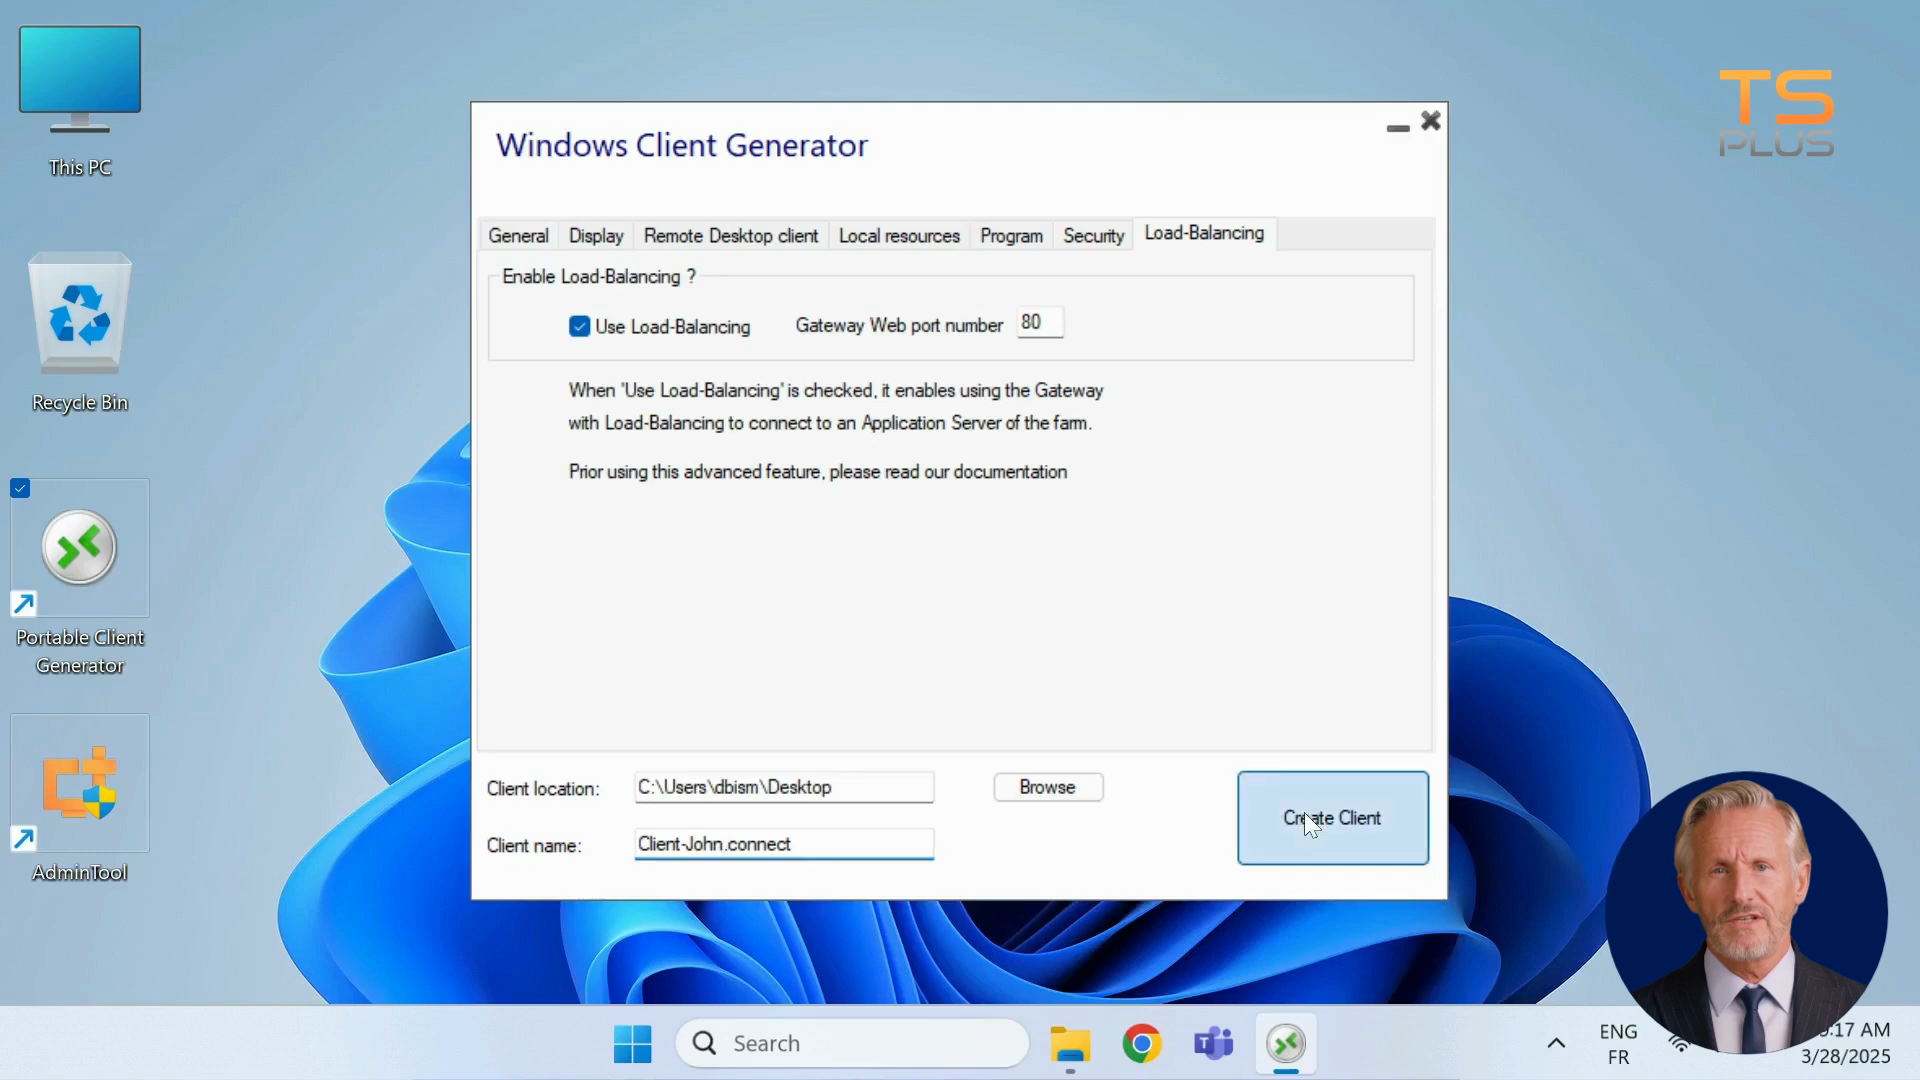 This PC
Recycle Bin
Portable Client
Generator
AdminTool
TS
PLUS
Windows Client Generator
General
Display
Remote Desktop client
Local resources
Program
Security
Load-Balancing
Enable Load-Balancing ?
Use Load-Balancing
Gateway Web port number
80
When 'Use Load-Balancing' is checked, it enables using the Gateway
with Load-Balancing to connect to an Application Server of the farm.
Prior using this advanced feature, please read our documentation
Client location:
C:\Users\dbism\Desktop
Browse
Client name:
Client-John.connect
Create Client
Search
ENG
FR
:17 AM
3/28/2025